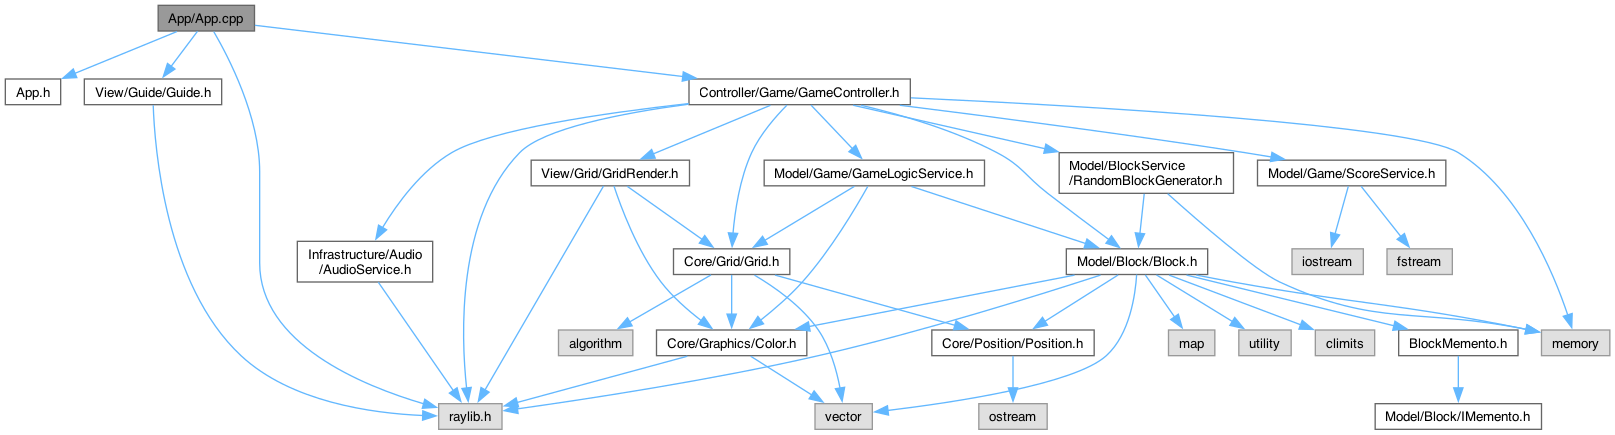 App/App.cpp
App.h
View/Guide/Guide.h
Controller/Game/GameController.h
View/Grid/GridRender.h
Model/Game/GameLogicService.h
Model/BlockService
/RandomBlockGenerator.h
Model/Game/ScoreService.h
Infrastructure/Audio
/AudioService.h
Core/Grid/Grid.h
Model/Block/Block.h
iostream
fstream
algorithm
Core/Graphics/Color.h
Core/Position/Position.h
map
utility
climits
BlockMemento.h
memory
raylib.h
vector
ostream
Model/Block/IMemento.h